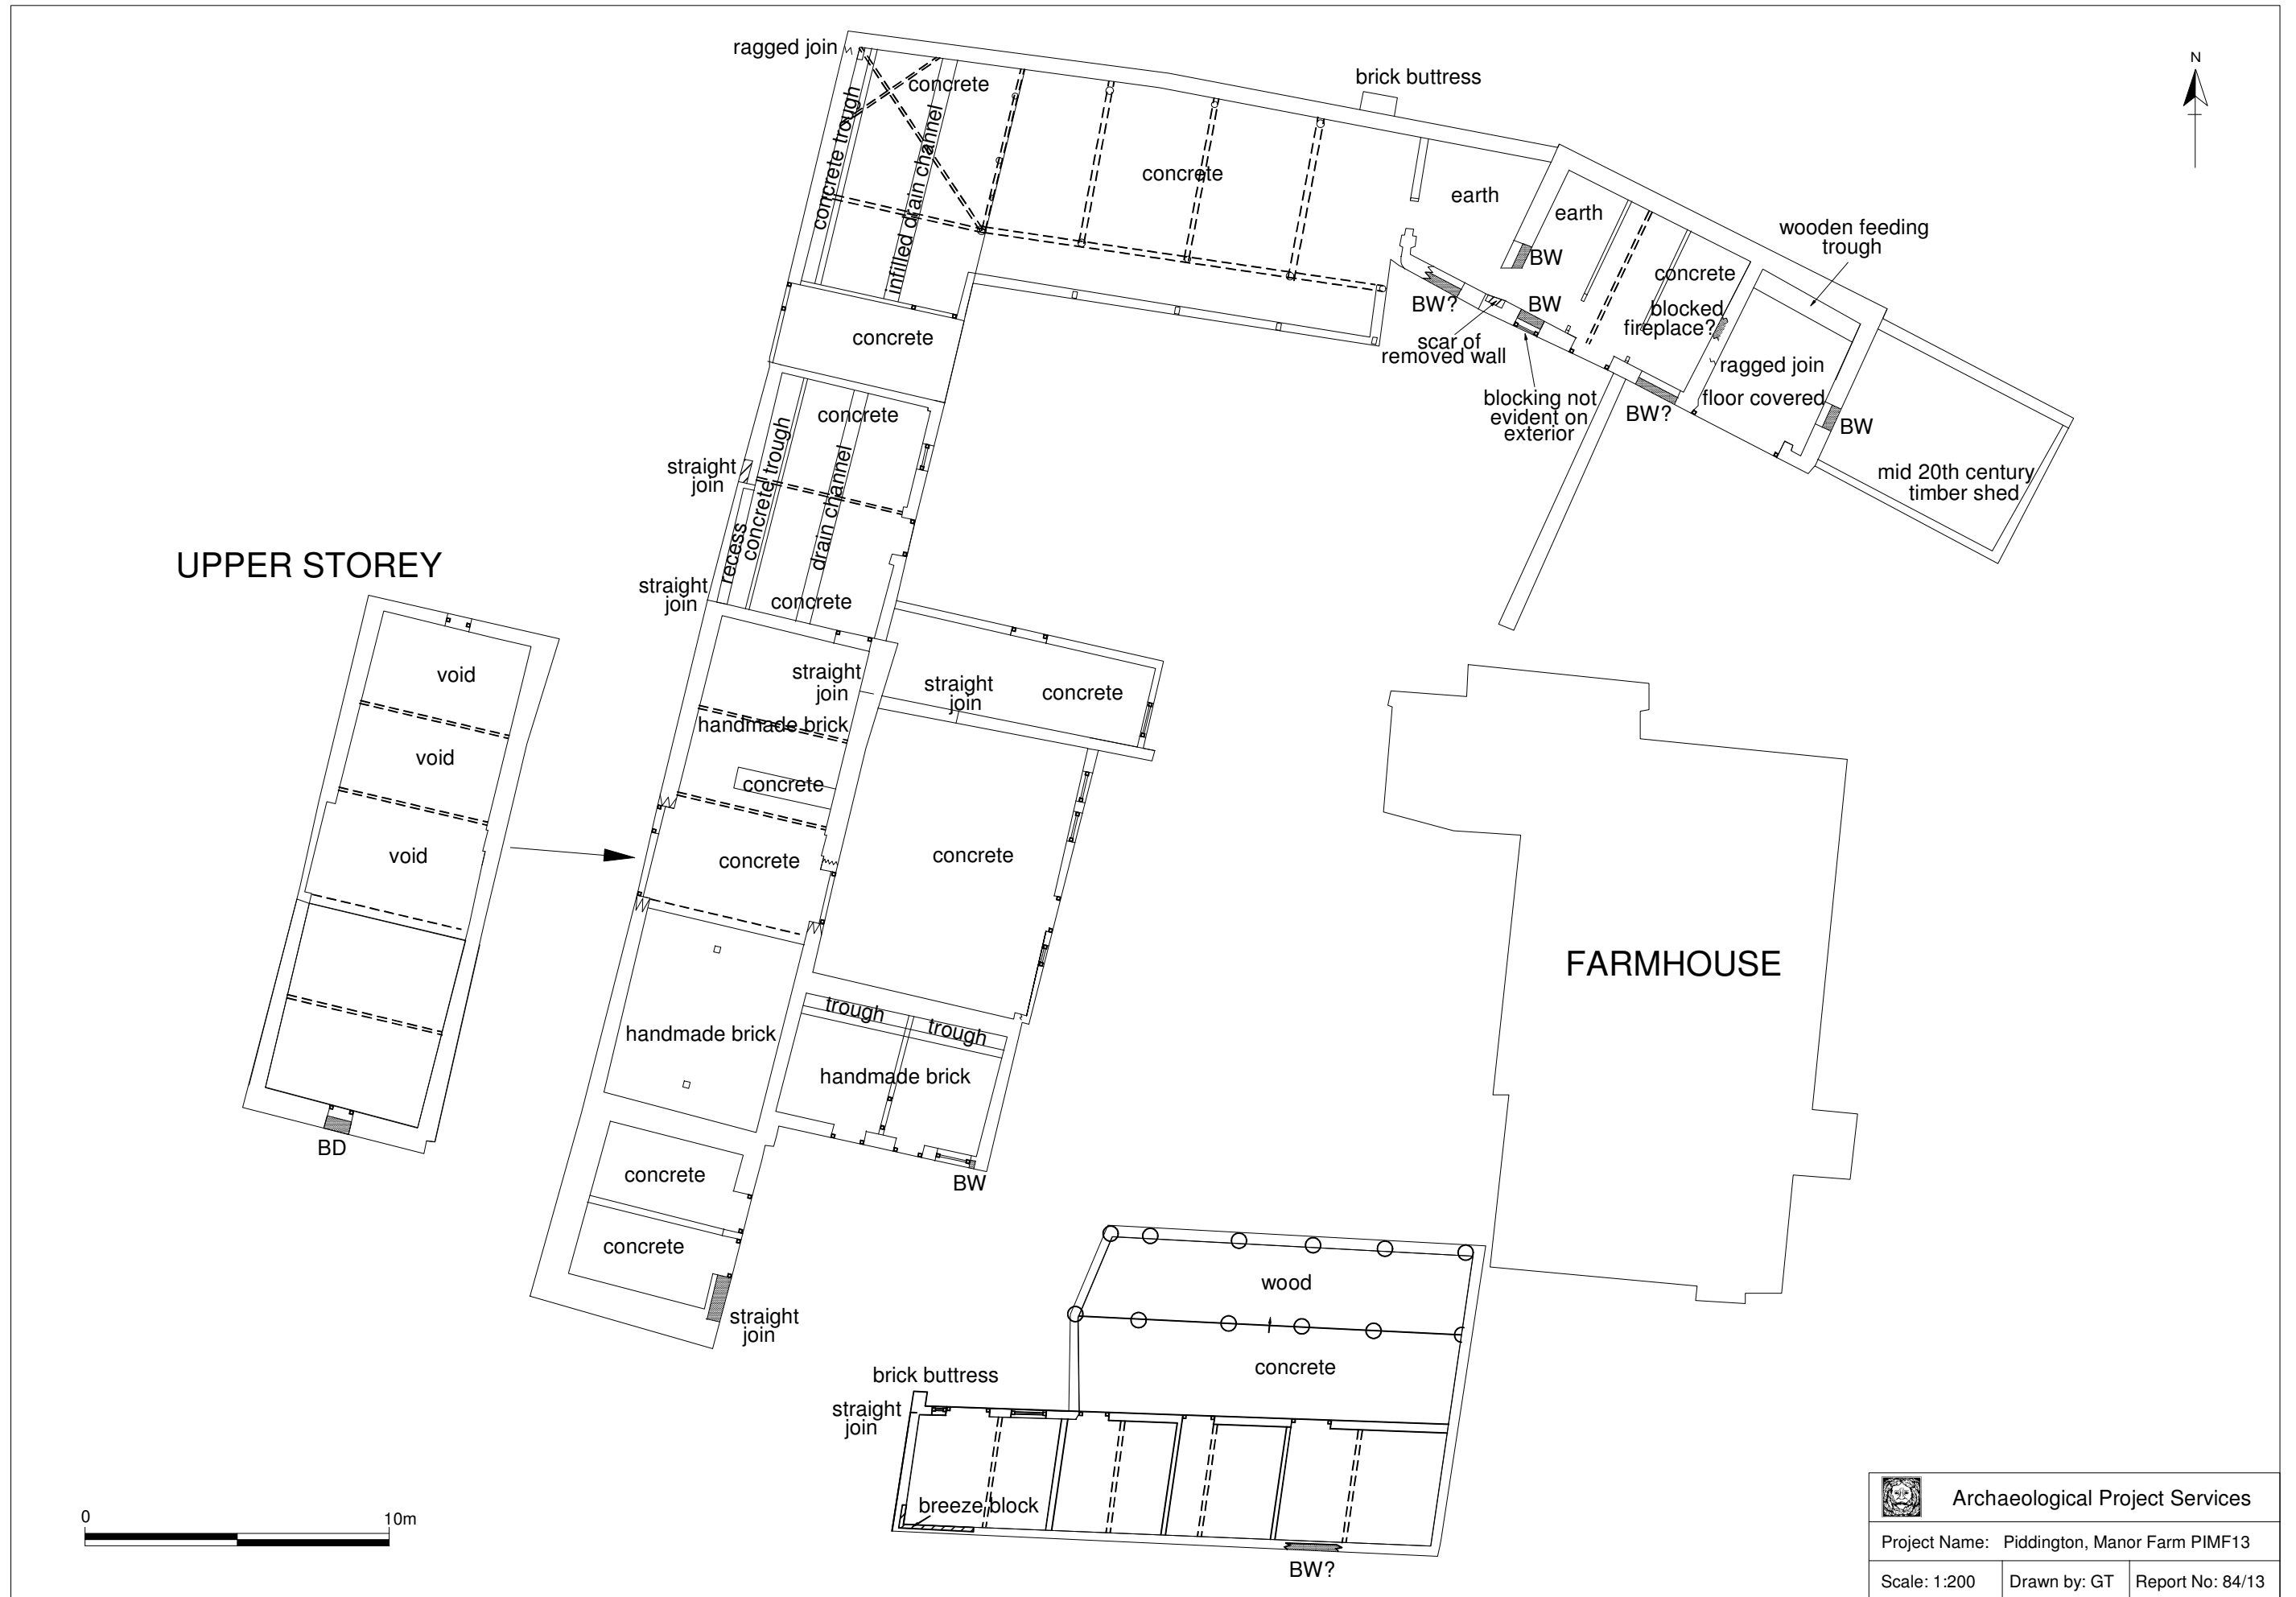 ragged join
concrete
brick buttress
N
concrete trough
infilled drain channel
concrete
earth
earth
wooden feeding
trough
BW
concrete
BW?
BW
blocked
fireplace?
scar of
removed wall
concrete
ragged join
blocking not
evident on
exterior
floor covered
BW?
BW
concrete
concrete trough
drain channel
straight
join
recess
mid 20th century
timber shed
UPPER STOREY
straight
join
concrete
void
straight
join
straight
join
concrete
handmade brick
void
concrete
void
concrete
concrete
FARMHOUSE
trough
trough
handmade brick
handmade brick
BD
concrete
BW
concrete
straight
join
wood
concrete
brick buttress
straight
join
breeze block
BW?
0
10m
Archaeological Project Services
Project Name: Piddington, Manor Farm PIMF13
Scale: 1:200
Drawn by: GT
Report No: 84/13